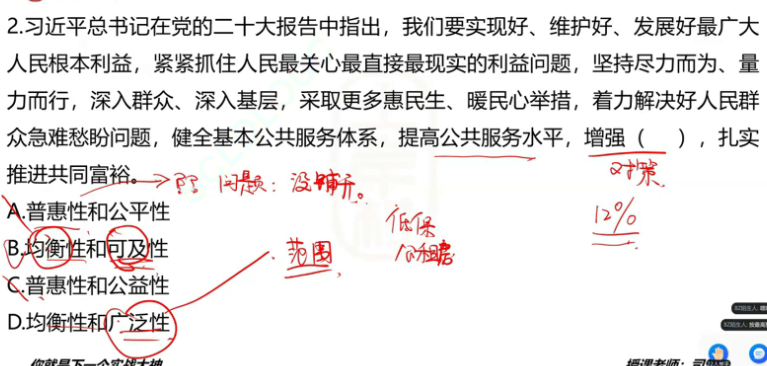 2.习近平总书记在党的二十大报告中指出，我们要实现好、维护好、发展好最广大
人民根本利益，紧紧抓住人民最关心最直接最现实的利益问题，坚持尽力而为、量
力而行，深入群众、深入基层，采取更多惠民生、暖民心举措，着力解决好人民群
众急难愁盼问题，健全基本公共服务体系，提高公共服务水平，增强（　），扎实
推进共同富裕。
问题：没铺开。
对策
A.普惠性和公平性
低保
12%
B.均衡性和可及性
范围
公租房
C.普惠性和公益性
D.均衡性和广泛性
你就是下一个实战大神
授课老师：